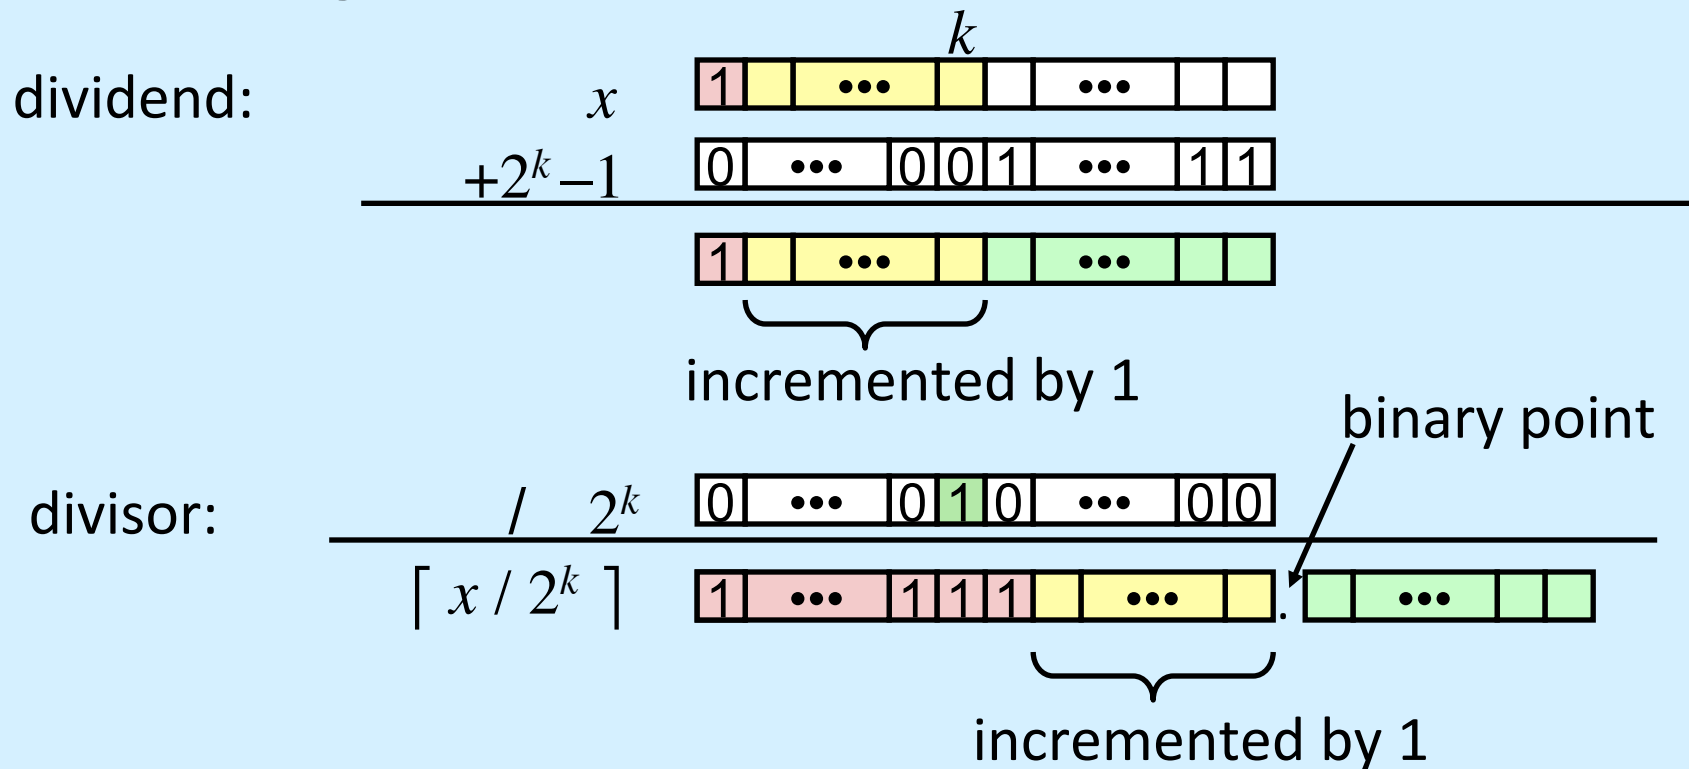 k
dividend: x 1 ••• •••
+2^k –1 0 ••• 0 0 1 ••• 1 1
1 ••• •••
incremented by 1
binary point
divisor: / 2^k 0 ••• 0 1 0 ••• 0 0
⌈ x / 2^k ⌉ 1 ••• 1 1 1 ••• . •••
incremented by 1